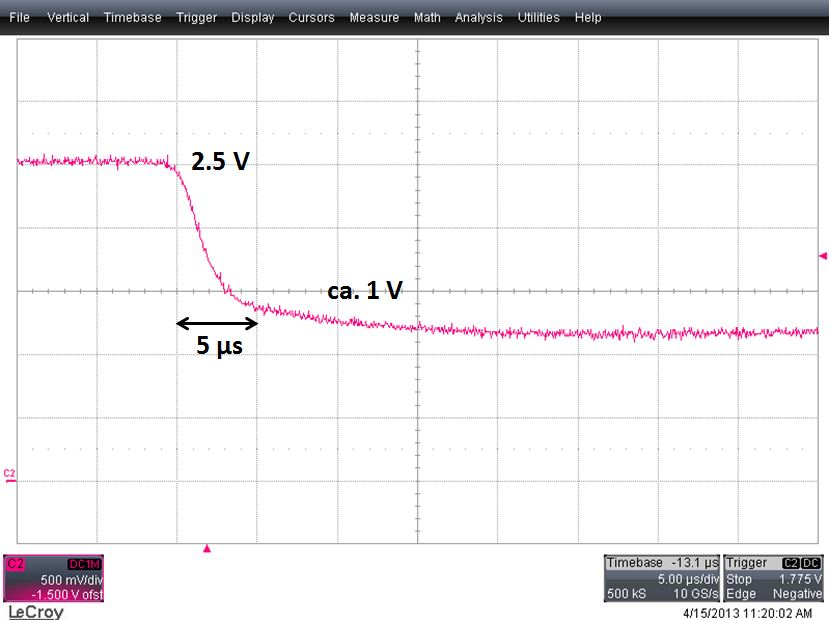 File Vertical Timebase Trigger Display Cursors Measure Math Analysis Utilities Help
2.5 V
ca. 1 V
5 µs
C2
C2 DC1M
500 mV/div
-1.500 V ofst
Timebase -13.1 µs
5.00 µs/div
500 kS 10 GS/s
Trigger C2 DC
Stop 1.775 V
Edge Negative
LeCroy
4/15/2013 11:20:02 AM